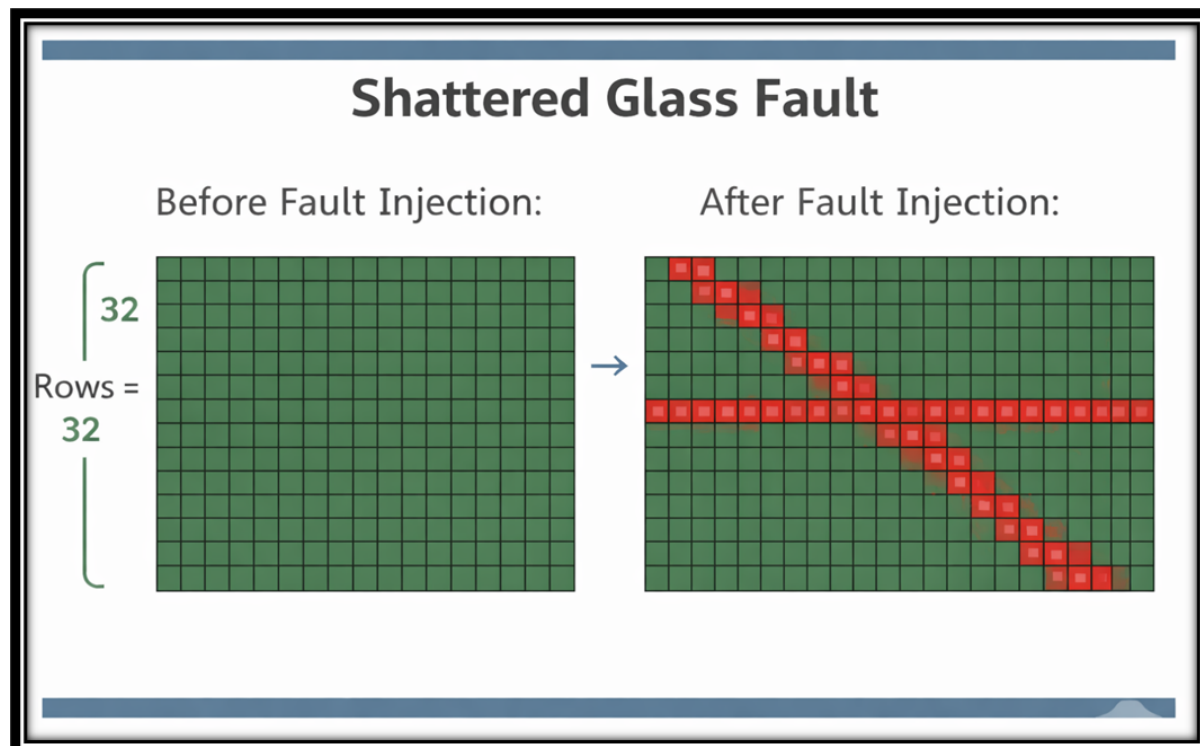 Shattered Glass Fault
Before Fault Injection:
After Fault Injection:
32
→
Rows =
32